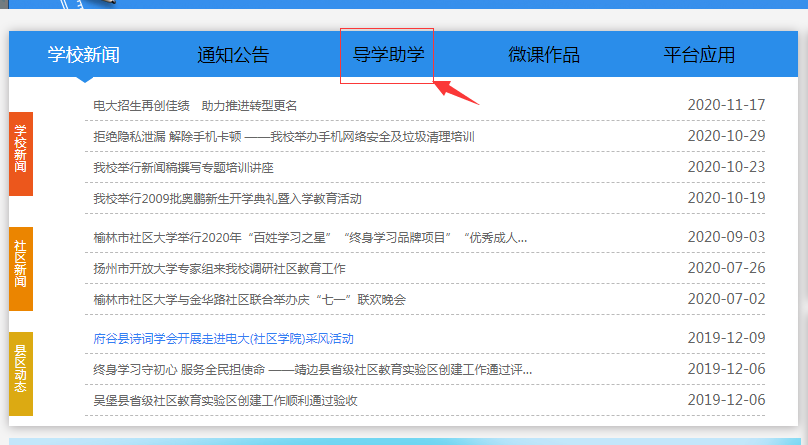 学校新闻 通知公告 导学助学 微课作品 平台应用
学校新闻
电大招生再创佳绩 助力推进转型更名 2020-11-17
拒绝隐私泄漏 解除手机卡顿 ——我校举办手机网络安全及垃圾清理培训 2020-10-29
我校举行新闻稿撰写专题培训讲座 2020-10-23
我校举行2009批奥鹏新生开学典礼暨入学教育活动 2020-10-19
社区新闻
榆林市社区大学举行2020年“百姓学习之星”“终身学习品牌项目”“优秀成人... 2020-09-03
扬州市开放大学专家组来我校调研社区教育工作 2020-07-26
榆林市社区大学与金华路社区联合举办庆“七一”联欢晚会 2020-07-02
县区动态
府谷县诗词学会开展走进电大(社区学院)采风活动 2019-12-09
终身学习守初心 服务全民担使命 ——靖边县省级社区教育实验区创建工作通过评... 2019-12-06
吴堡县省级社区教育实验区创建工作顺利通过验收 2019-12-06